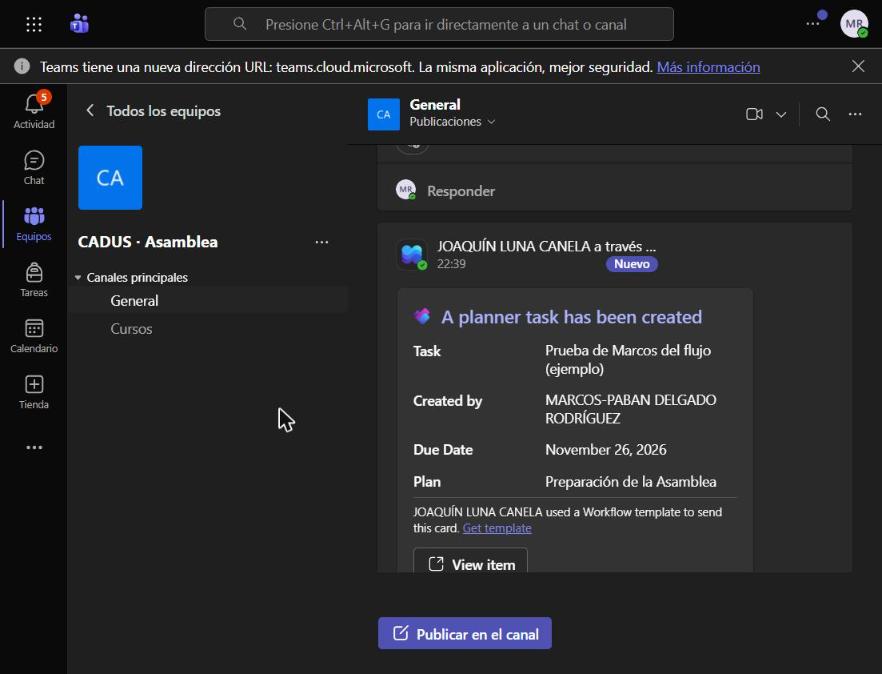 Presione Ctrl+Alt+G para ir directamente a un chat o canal
MR
Teams tiene una nueva dirección URL: teams.cloud.microsoft. La misma aplicación, mejor seguridad. Más información
5
Actividad
Chat
Equipos
Tareas
Calendario
Tienda
Todos los equipos
CA
CADUS · Asamblea
Canales principales
General
Cursos
CA
General
Publicaciones
MR
Responder
JOAQUÍN LUNA CANELA a través ...
22:39
Nuevo
A planner task has been created
Task
Prueba de Marcos del flujo
(ejemplo)
Created by
MARCOS-PABAN DELGADO
RODRÍGUEZ
Due Date
November 26, 2026
Plan
Preparación de la Asamblea
JOAQUÍN LUNA CANELA used a Workflow template to send
this card. Get template
View item
Publicar en el canal